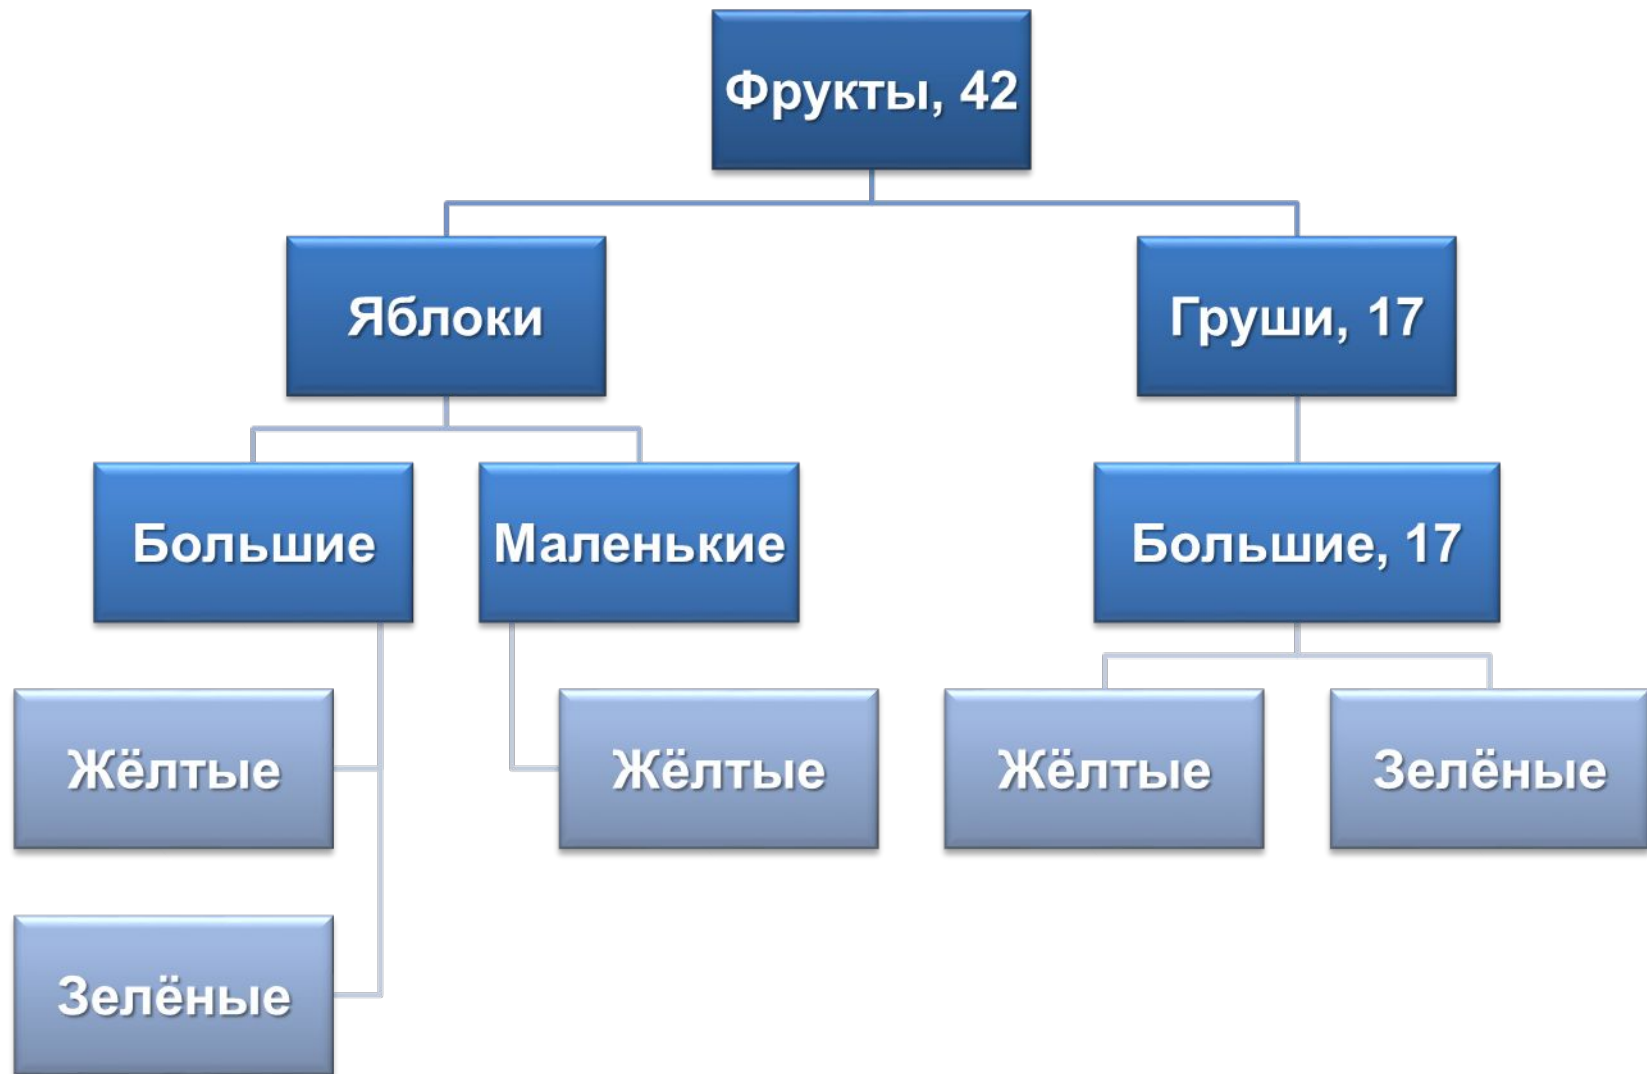 Фрукты, 42
Яблоки
Груши, 17
Большие
Маленькие
Большие, 17
Жёлтые
Жёлтые
Жёлтые
Зелёные
Зелёные